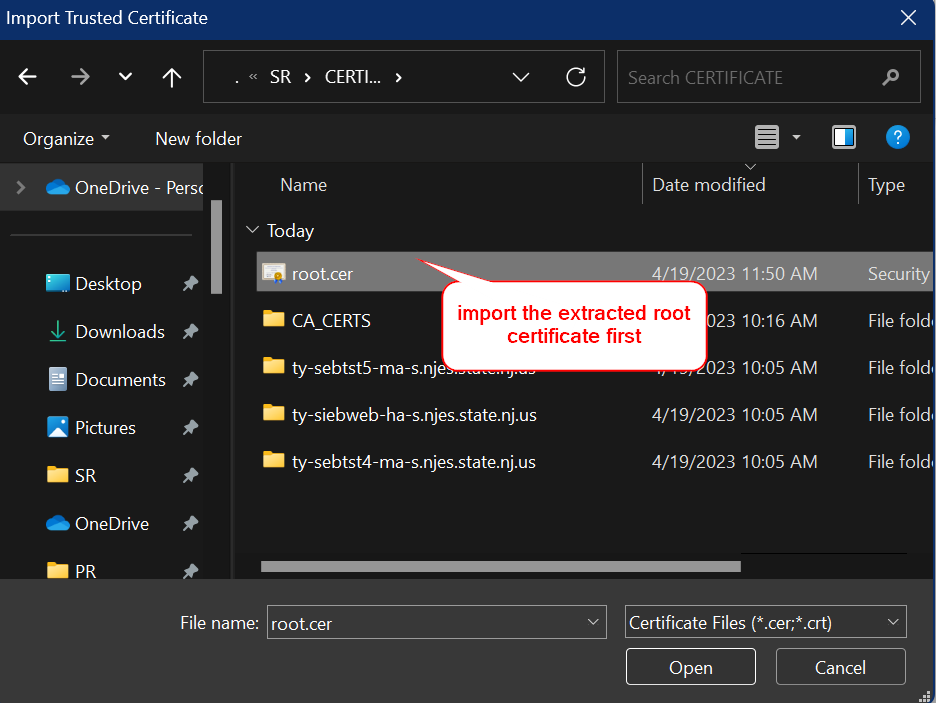 Import Trusted Certificate
. « SR › CERTI... ›
Search CERTIFICATE
Organize
New folder
?
OneDrive - Perso
Name
Date modified
Type
Today
root.cer
4/19/2023 11:50 AM
Security
import the extracted root
certificate first
Desktop
CA_CERTS
023 10:16 AM
File folde
Downloads
ty-sebtst5-ma-s.njes.state.nj.us
4/19/2023 10:05 AM
File folde
Documents
ty-siebweb-ha-s.njes.state.nj.us
4/19/2023 10:05 AM
File folde
Pictures
ty-sebtst4-ma-s.njes.state.nj.us
4/19/2023 10:05 AM
File folde
SR
OneDrive
PR
File name:
root.cer
Certificate Files (*.cer;*.crt)
Open
Cancel